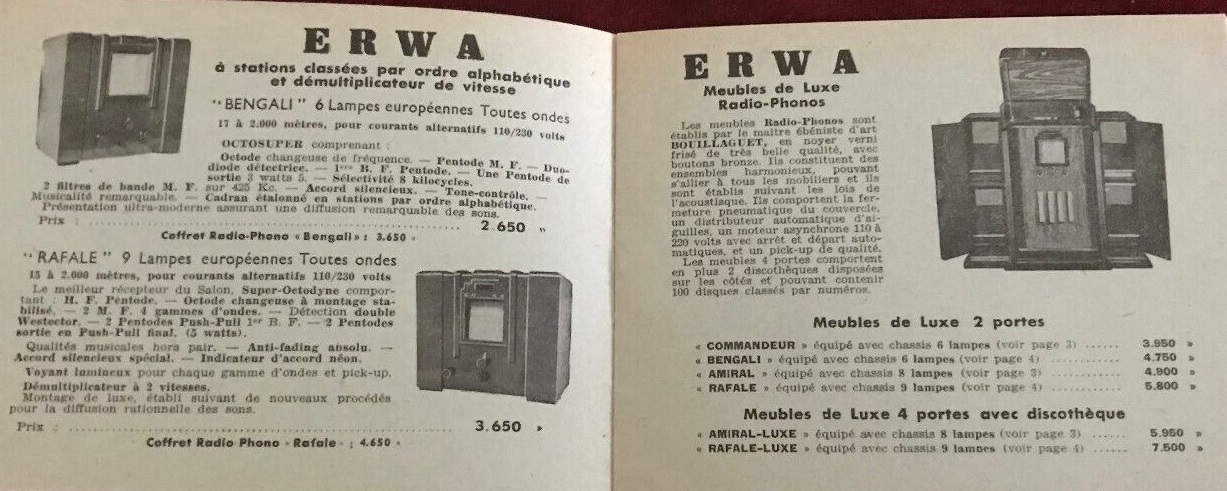 ERWA
à stations classées par ordre alphabétique
et démultiplicateur de vitesse
"BENGALI" 6 Lampes européennes Toutes ondes
17 à 2.000 mètres, pour courants alternatifs 110/230 volts
OCTOSUPER comprenant :
Octode changeuse de fréquence. — Pentode M. F. — Duo-
diode détectrice. — 1ère B. F. Pentode. — Une Pentode de
sortie 3 watts 5. — Sélectivité 8 kilocycles.
2 filtres de bande M. F. sur 425 Kc. — Accord silencieux. — Tone-contrôle. —
Musicalité remarquable. — Cadran étalonné en stations par ordre alphabétique.
Présentation ultra-moderne assurant une diffusion remarquable des sons.
Prix : ........ 2.650 »
Coffret Radio-Phono « Bengali » : 3.650 »
"RAFALE" 9 Lampes européennes Toutes ondes
15 à 2.000 mètres, pour courants alternatifs 110/230 volts
Le meilleur récepteur du Salon, Super-Octodyne compor-
tant : H. F. Pentode. — Octode changeuse à montage sta-
bilisé. — 2 M. F. 4 gammes d'ondes. — Détection double
Westector. — 2 Pentodes Push-Pull 1ère B. F. — 2 Pentodes
sortie en Push-Pull final. (5 watts).
Qualités musicales hors pair. — Anti-fading absolu. —
Accord silencieux spécial. — Indicateur d'accord néon.
Voyant lumineux pour chaque gamme d'ondes et pick-up.
Démultiplicateur à 2 vitesses.
Montage de luxe, établi suivant de nouveaux procédés
pour la diffusion rationnelle des sons.
Prix : ........ 3.650 »
Coffret Radio Phono « Rafale » : 4.650 »
ERWA
Meubles de Luxe
Radio-Phonos
Les meubles Radio-Phonos sont
établis par le maître ébéniste d'art
BOUILLAGUET, en noyer verni
frisé de très belle qualité, avec
boutons bronze. Ils constituent des
ensembles harmonieux, pouvant
s'allier à tous les mobiliers et ils
sont établis suivant les lois de
l'acoustique. Ils comportent la fer-
meture pneumatique du couvercle,
un distributeur automatique d'ai-
guilles, un moteur asynchrone 110 à
220 volts avec arrêt et départ auto-
matiques, et un pick-up de qualité.
Les meubles 4 portes comportent
en plus 2 discothèques disposées
sur les côtés et pouvant contenir
100 disques classés par numéros.
Meubles de Luxe 2 portes
« COMMANDEUR » équipé avec chassis 6 lampes (voir page 3) ...... 3.950 »
« BENGALI » équipé avec chassis 6 lampes (voir page 4) ...... 4.750 »
« AMIRAL » équipé avec chassis 8 lampes (voir page 3) ...... 4.900 »
« RAFALE » équipé avec chassis 9 lampes (voir page 4) ...... 5.800 »
Meubles de Luxe 4 portes avec discothèque
« AMIRAL-LUXE » équipé avec chassis 8 lampes (voir page 3) ...... 5.950 »
« RAFALE-LUXE » équipé avec chassis 9 lampes (voir page 4) ...... 7.500 »